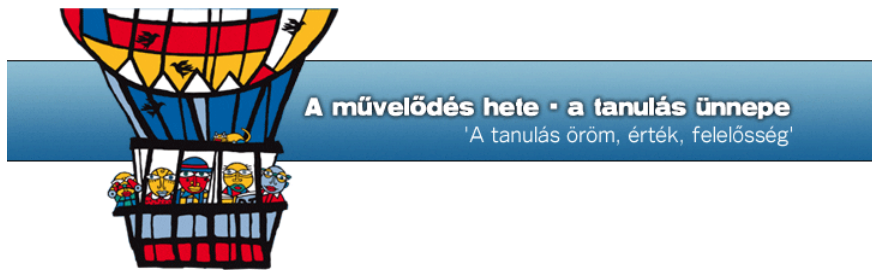 A művelődés hete • a tanulás ünnepe
'A tanulás öröm, érték, felelősség'